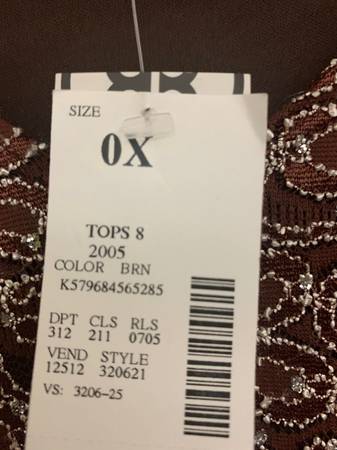 SIZE
0X
TOPS 8
2005
COLOR BRN
K579684565285
DPT CLS RLS
312 211 0705
VEND STYLE
12512 320621
VS: 3206-25